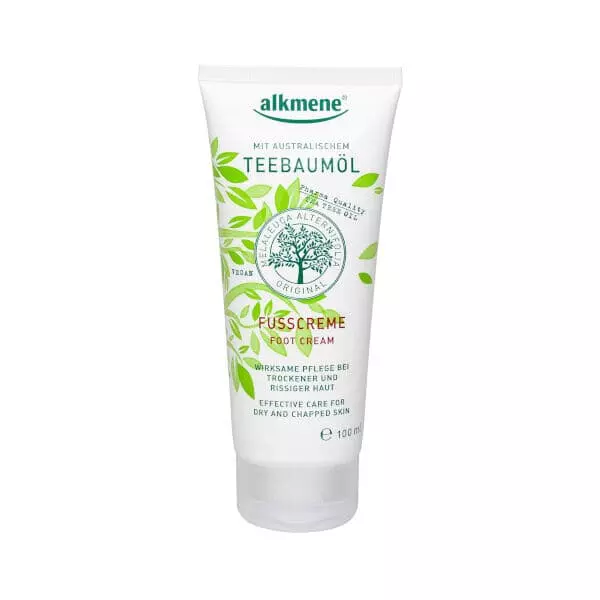 alkmene®
MIT AUSTRALISCHEM
TEEBAUMÖL
Pharma Quality
TEA TREE OIL
MELALEUCA ALTERNIFOLIA
ORIGINAL
VEGAN
FUSSCREME
FOOT CREAM
WIRKSAME PFLEGE BEI
TROCKENER UND
RISSIGER HAUT
EFFECTIVE CARE FOR
DRY AND CHAPPED SKIN
℮ 100 ml